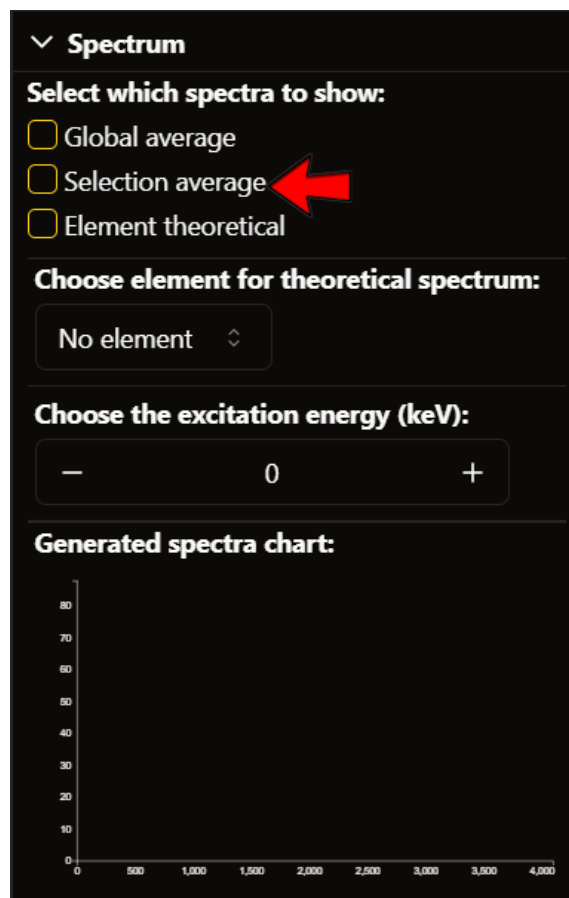 Spectrum
Select which spectra to show:
Global average
Selection average
Element theoretical
Choose element for theoretical spectrum:
No element
Choose the excitation energy (keV):
− 0 +
Generated spectra chart:
80
70
60
50
40
30
20
10
0
0 500 1,000 1,500 2,000 2,500 3,000 3,500 4,000